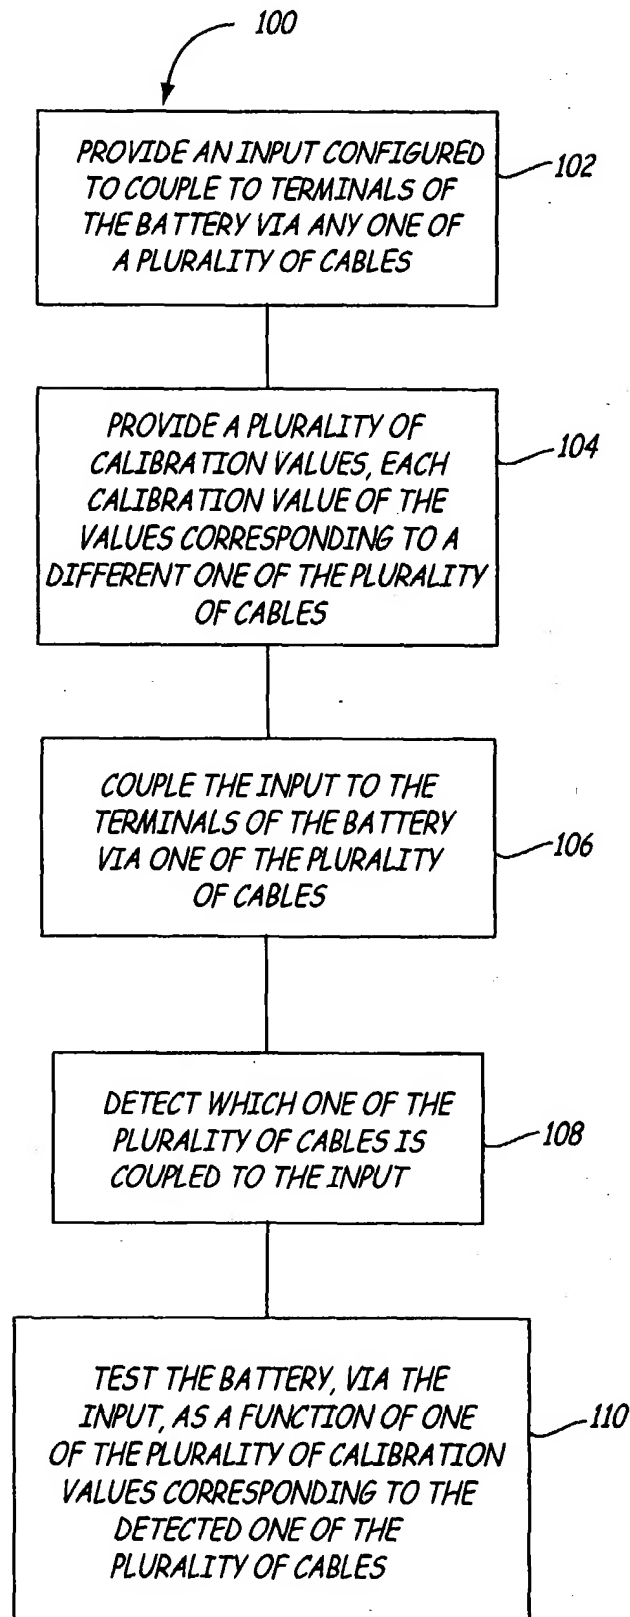 100
PROVIDE AN INPUT CONFIGURED
TO COUPLE TO TERMINALS OF
THE BATTERY VIA ANY ONE OF
A PLURALITY OF CABLES
102
PROVIDE A PLURALITY OF
CALIBRATION VALUES, EACH
CALIBRATION VALUE OF THE
VALUES CORRESPONDING TO A
DIFFERENT ONE OF THE PLURALITY
OF CABLES
104
COUPLE THE INPUT TO THE
TERMINALS OF THE BATTERY
VIA ONE OF THE PLURALITY
OF CABLES
106
DETECT WHICH ONE OF THE
PLURALITY OF CABLES IS
COUPLED TO THE INPUT
108
TEST THE BATTERY, VIA THE
INPUT, AS A FUNCTION OF ONE
OF THE PLURALITY OF CALIBRATION
VALUES CORRESPONDING TO THE
DETECTED ONE OF THE
PLURALITY OF CABLES
110